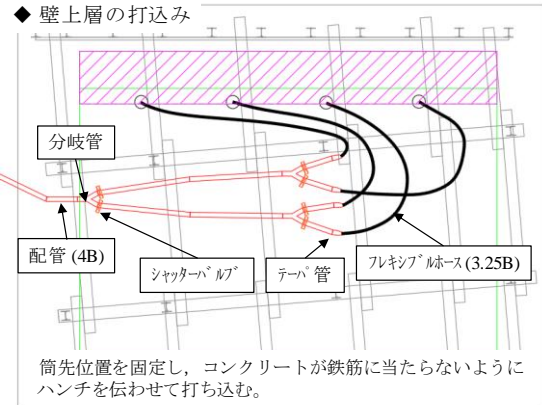 ◆ 壁上層の打込み
分岐管
配管 (4B)
シャッターバルブ
テーパ管
フレキシブルホース (3.25B)
筒先位置を固定し，コンクリートが鉄筋に当たらないように
ハンチを伝わせて打ち込む。